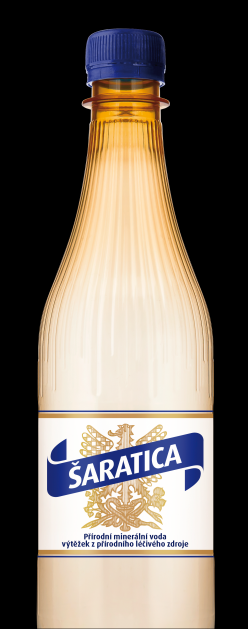 ŠARATICA
Přírodní minerální voda
výtěžek z přírodního léčivého zdroje